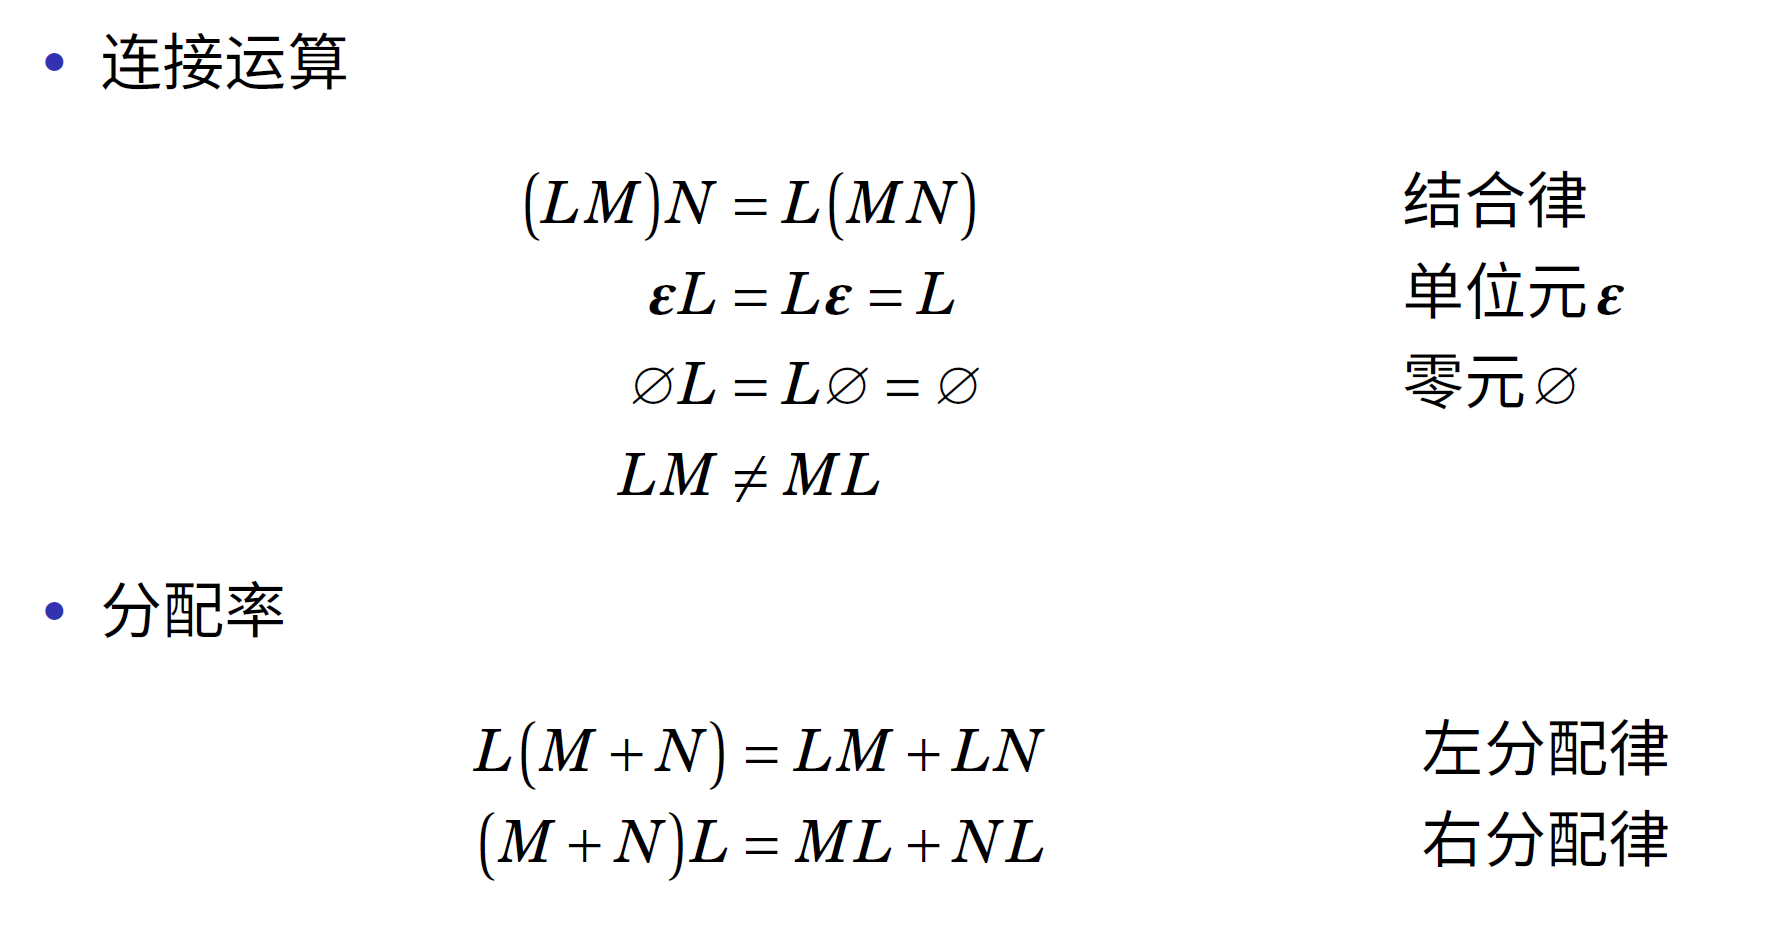 • 连接运算
(LM)N = L(MN) 结合律
εL = Lε = L 单位元 ε
∅L = L∅ = ∅ 零元 ∅
LM ≠ ML
• 分配率
L(M + N) = LM + LN 左分配律
(M + N)L = ML + NL 右分配律